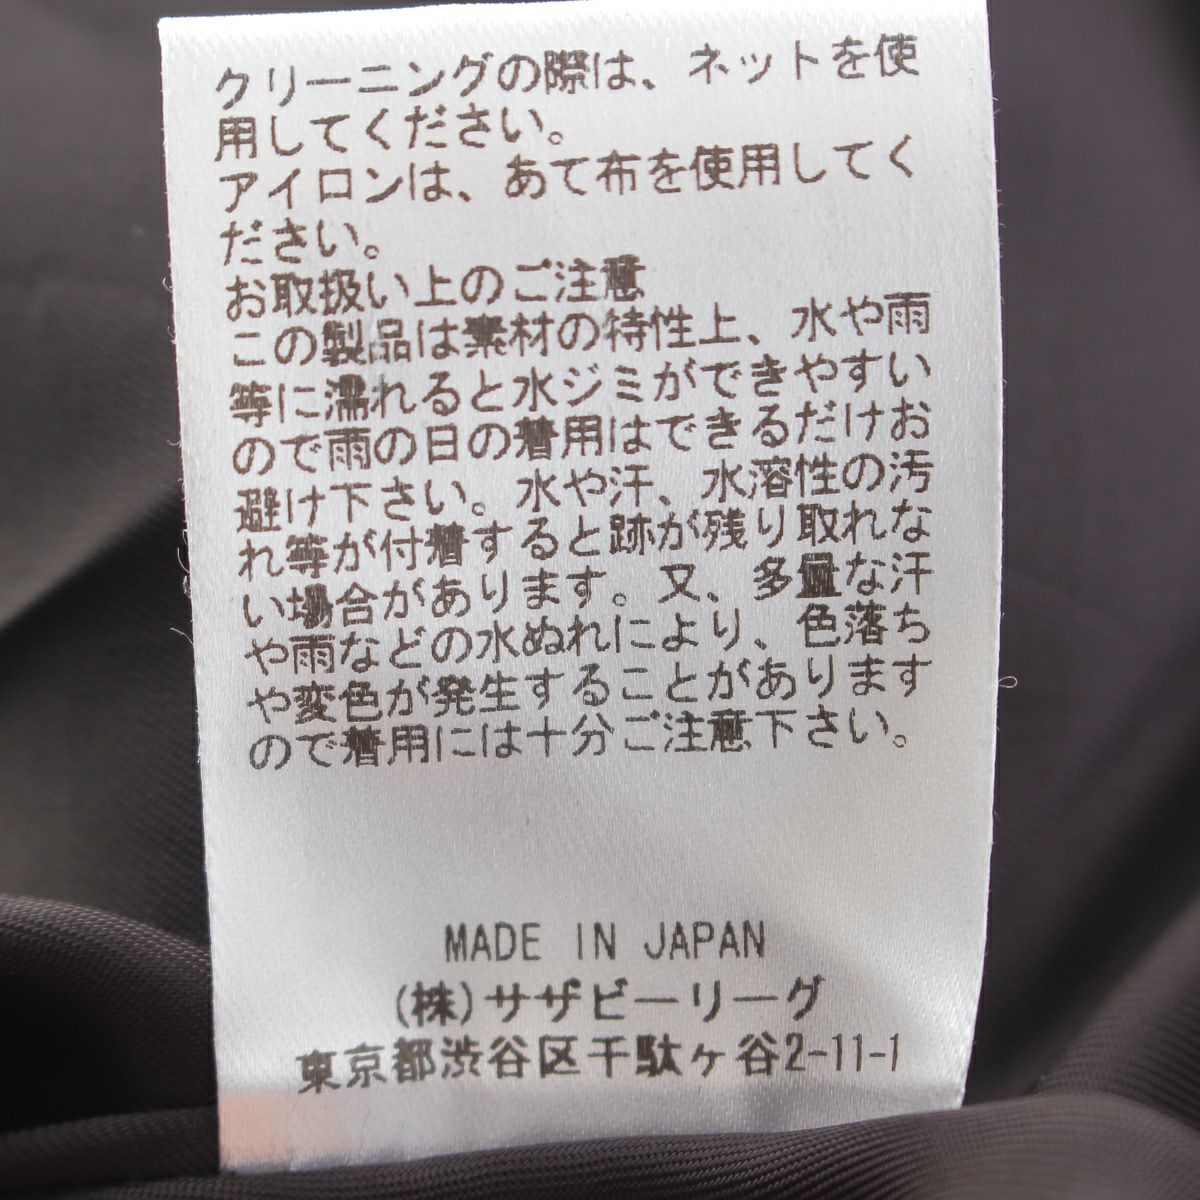 クリーニングの際は、ネットを使
用してください。
アイロンは、あて布を使用してく
ださい。
お取扱い上のご注意
この製品は素材の特性上、水や雨
等に濡れると水ジミができやすい
ので雨の日の着用はできるだけお
避け下さい。水や汗、水溶性の汚
れ等が付着すると跡が残り取れな
い場合があります。又、多量な汗
や雨などの水ぬれにより、色落ち
や変色が発生することがあります
ので着用には十分ご注意下さい。
MADE IN JAPAN
(株)サザビーリーグ
東京都渋谷区千駄ヶ谷2-11-1